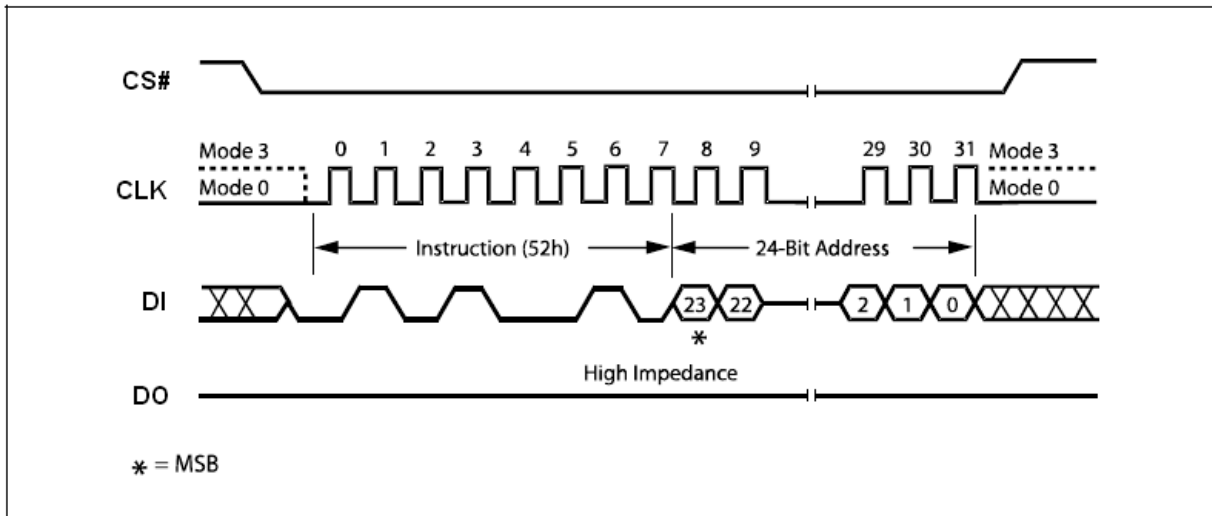 CS#
Mode 3
0 1 2 3 4 5 6 7 8 9 29 30 31
Mode 3
CLK
Mode 0
Mode 0
Instruction (52h)
24-Bit Address
DI
23 22 2 1 0
*
High Impedance
DO
* = MSB